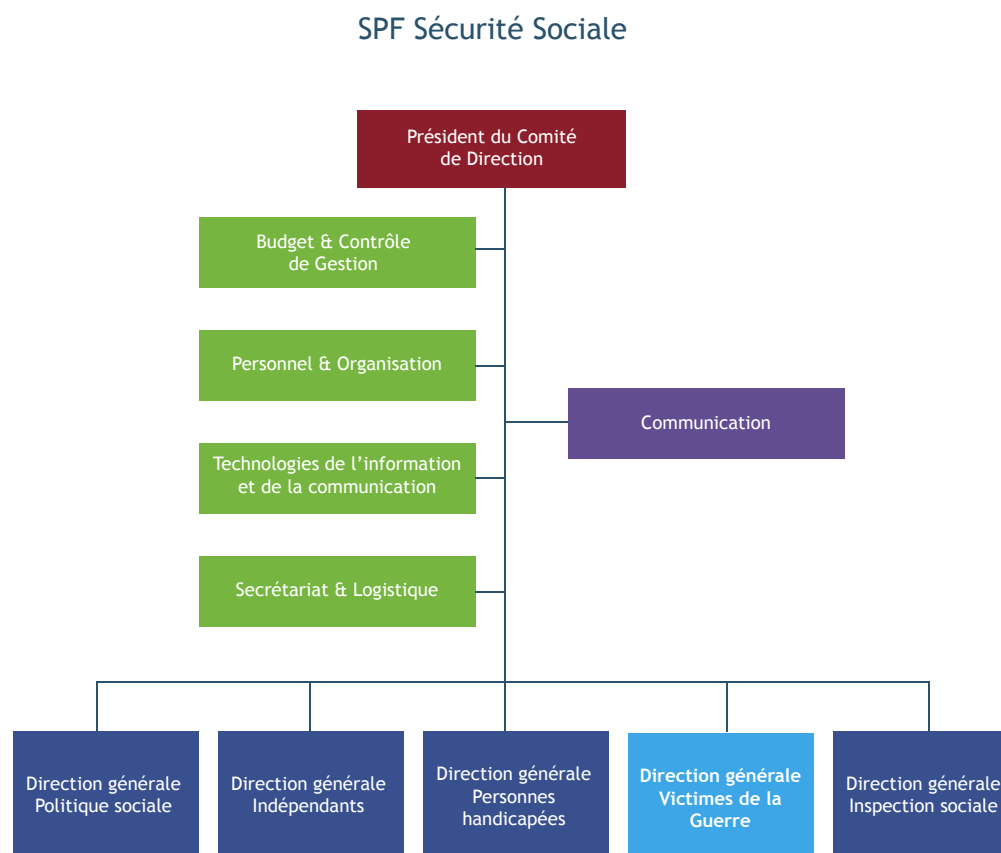 SPF Sécurité Sociale
Président du Comité
de Direction
Budget & Contrôle
de Gestion
Personnel & Organisation
Communication
Technologies de l’information
et de la communication
Secrétariat & Logistique
Direction générale
Politique sociale
Direction générale
Indépendants
Direction générale
Personnes
handicapées
Direction générale
Victimes de la
Guerre
Direction générale
Inspection sociale